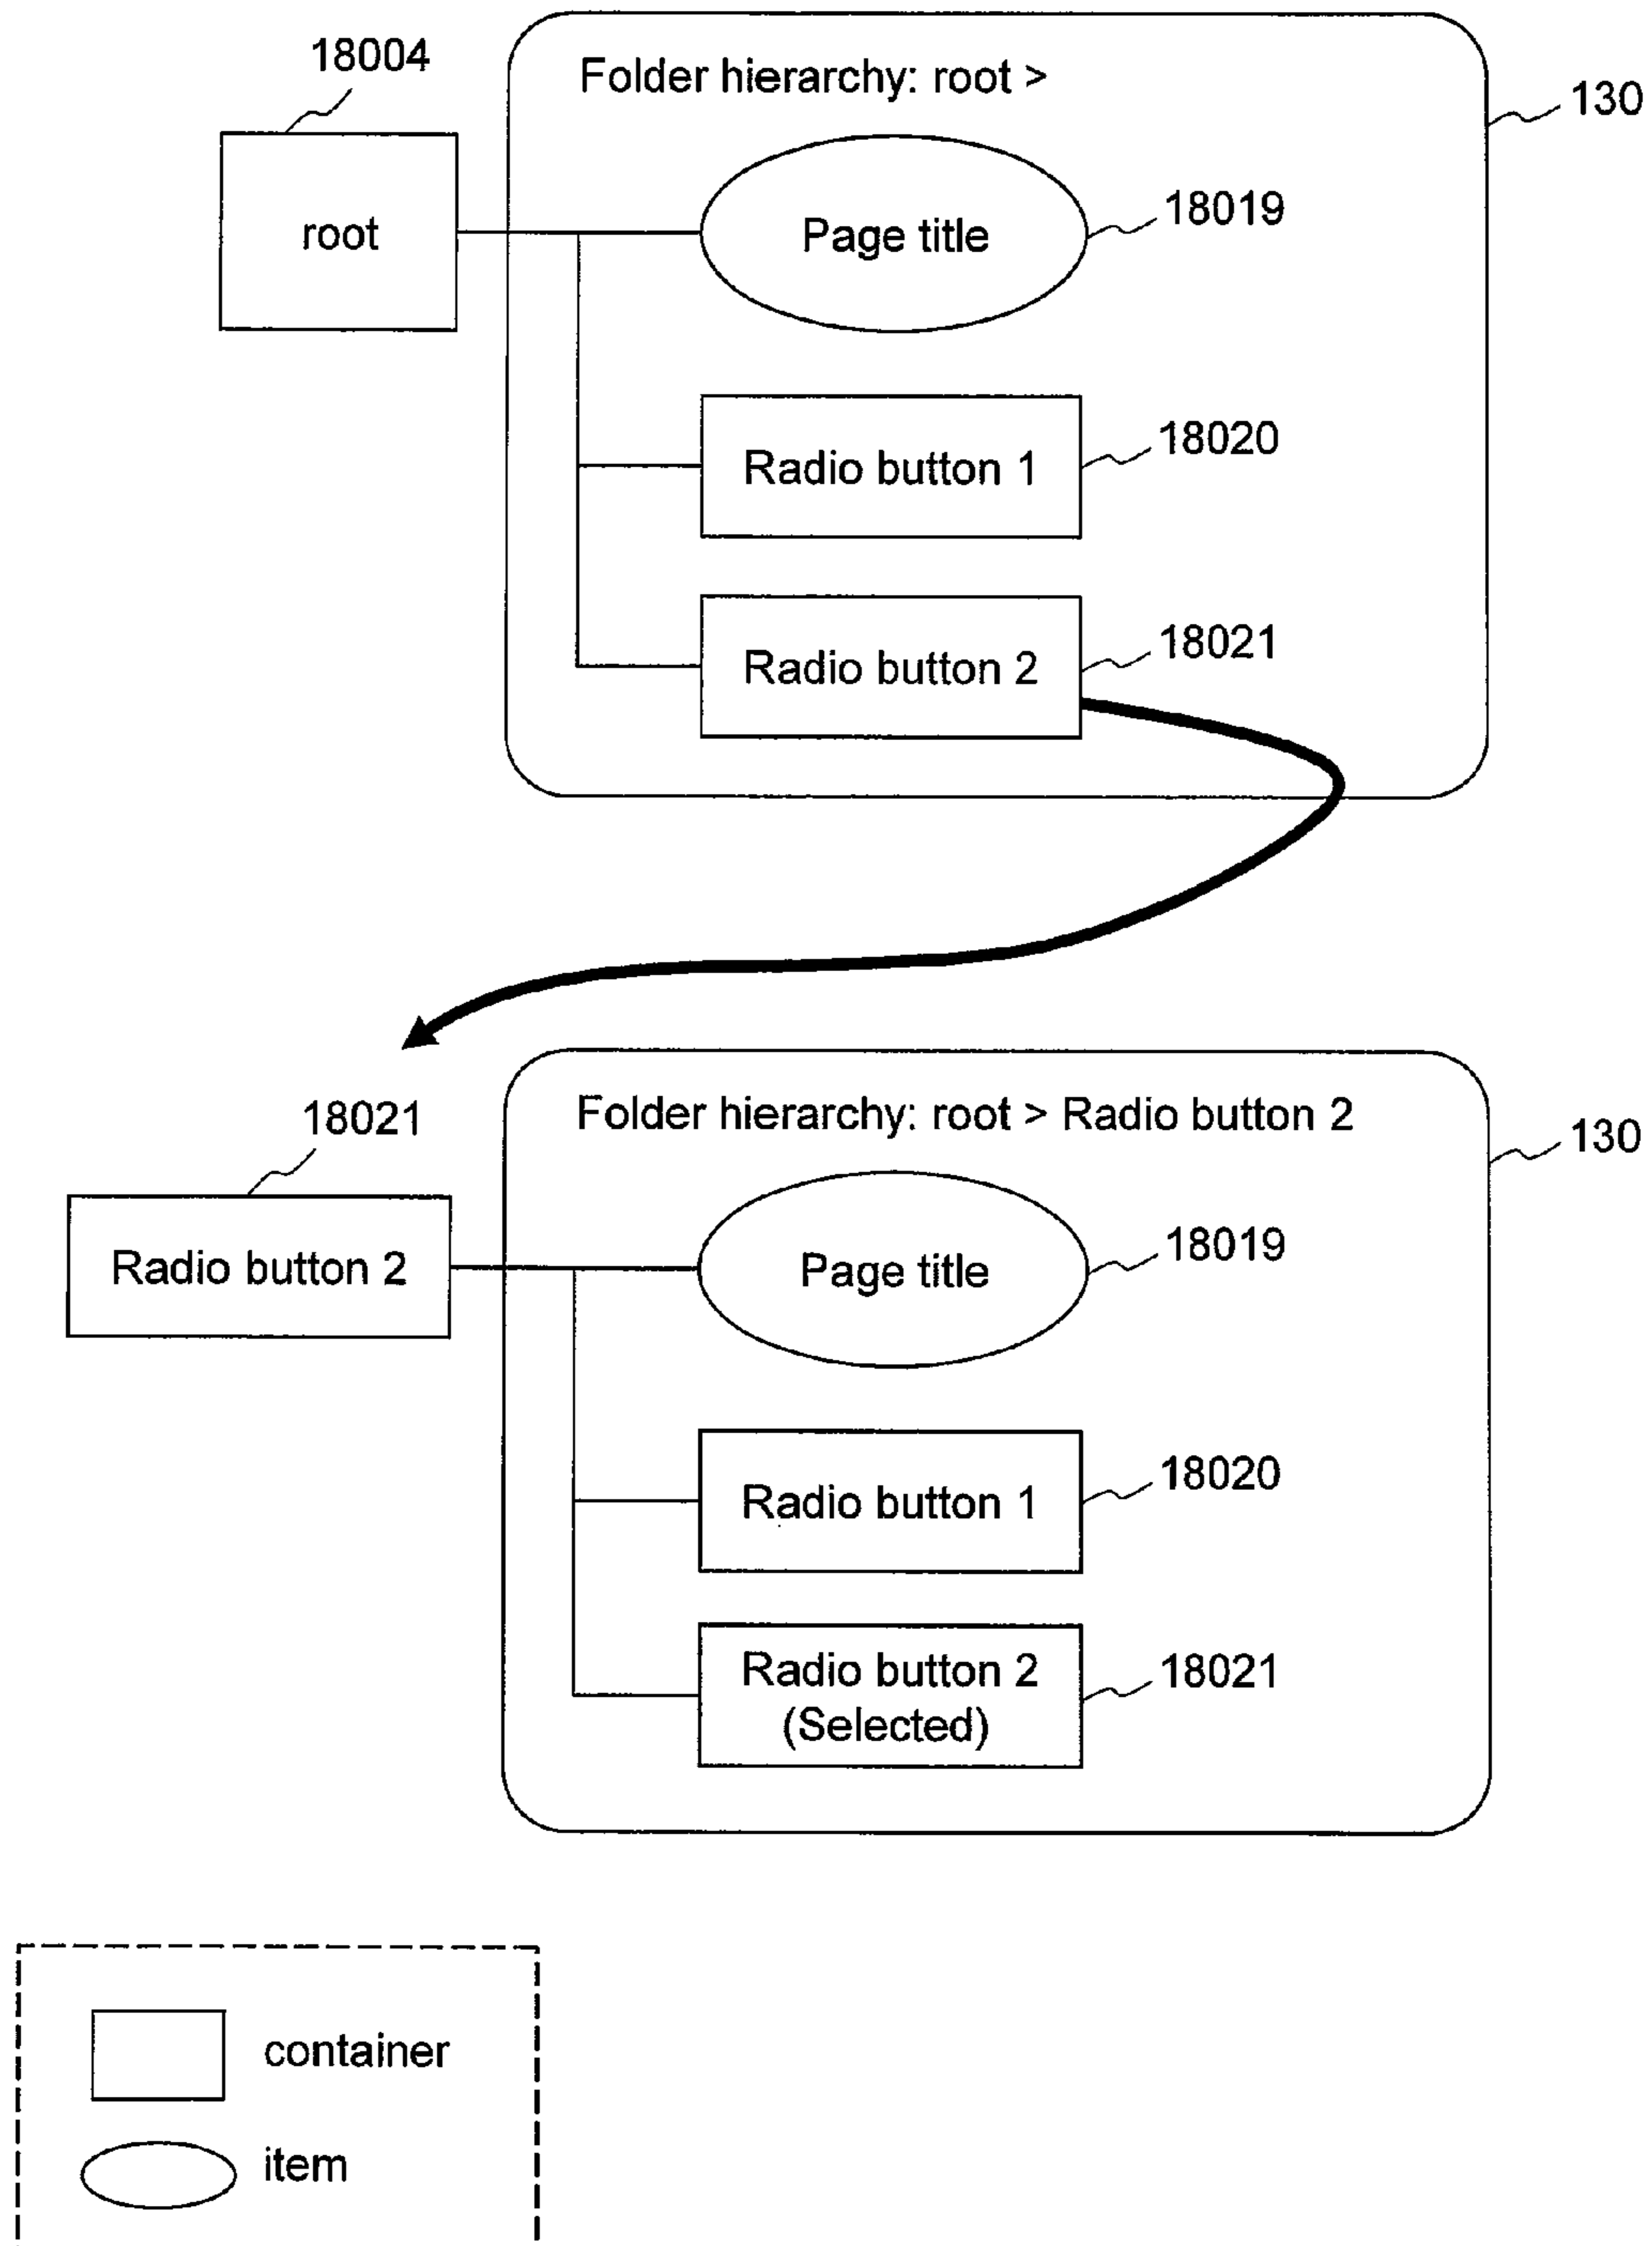 18004
Folder hierarchy: root >
130
root
Page title
18019
Radio button 1
18020
Radio button 2
18021
18021
Folder hierarchy: root > Radio button 2
130
Radio button 2
Page title
18019
Radio button 1
18020
Radio button 2
(Selected)
18021
container
item